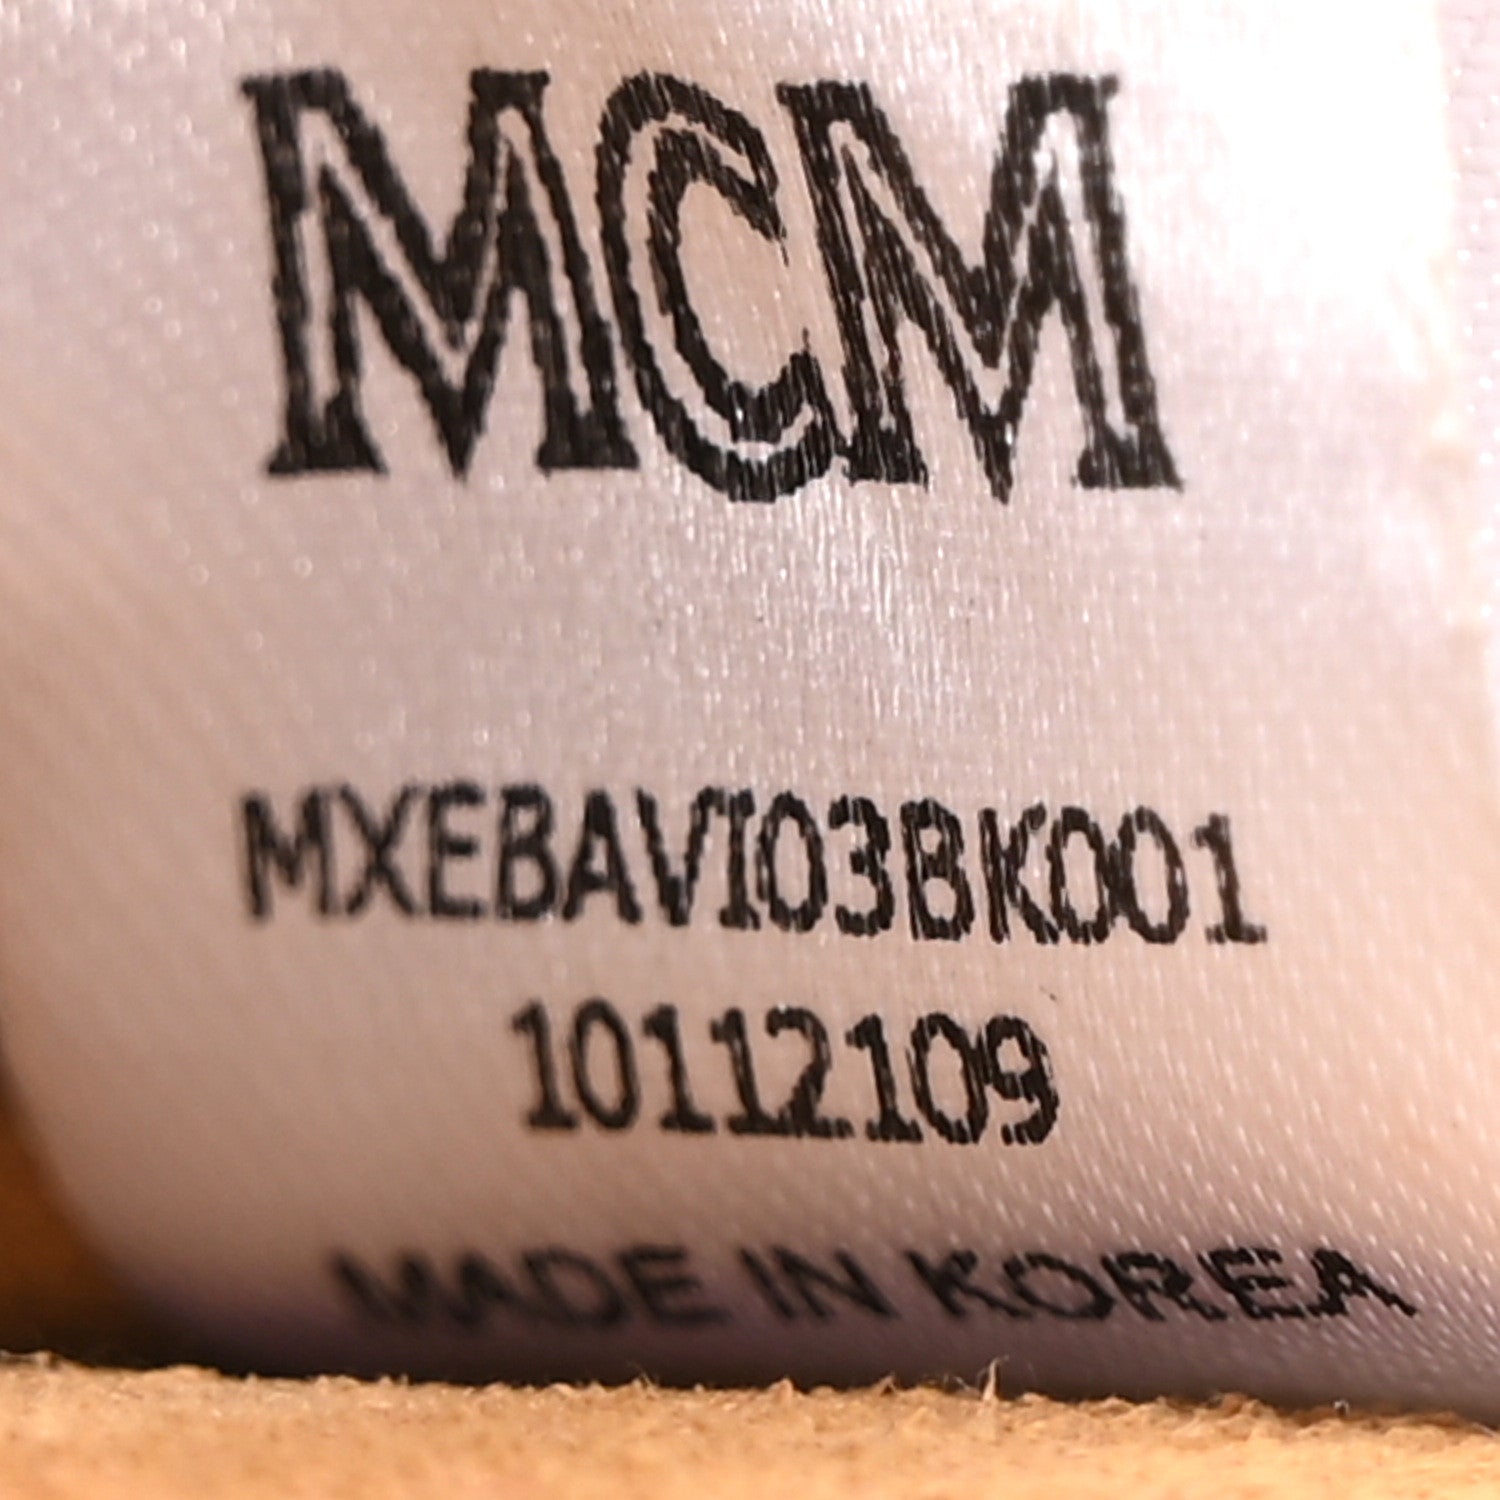 MCM
MXEBAVI03BK001
10112109
MADE IN KOREA